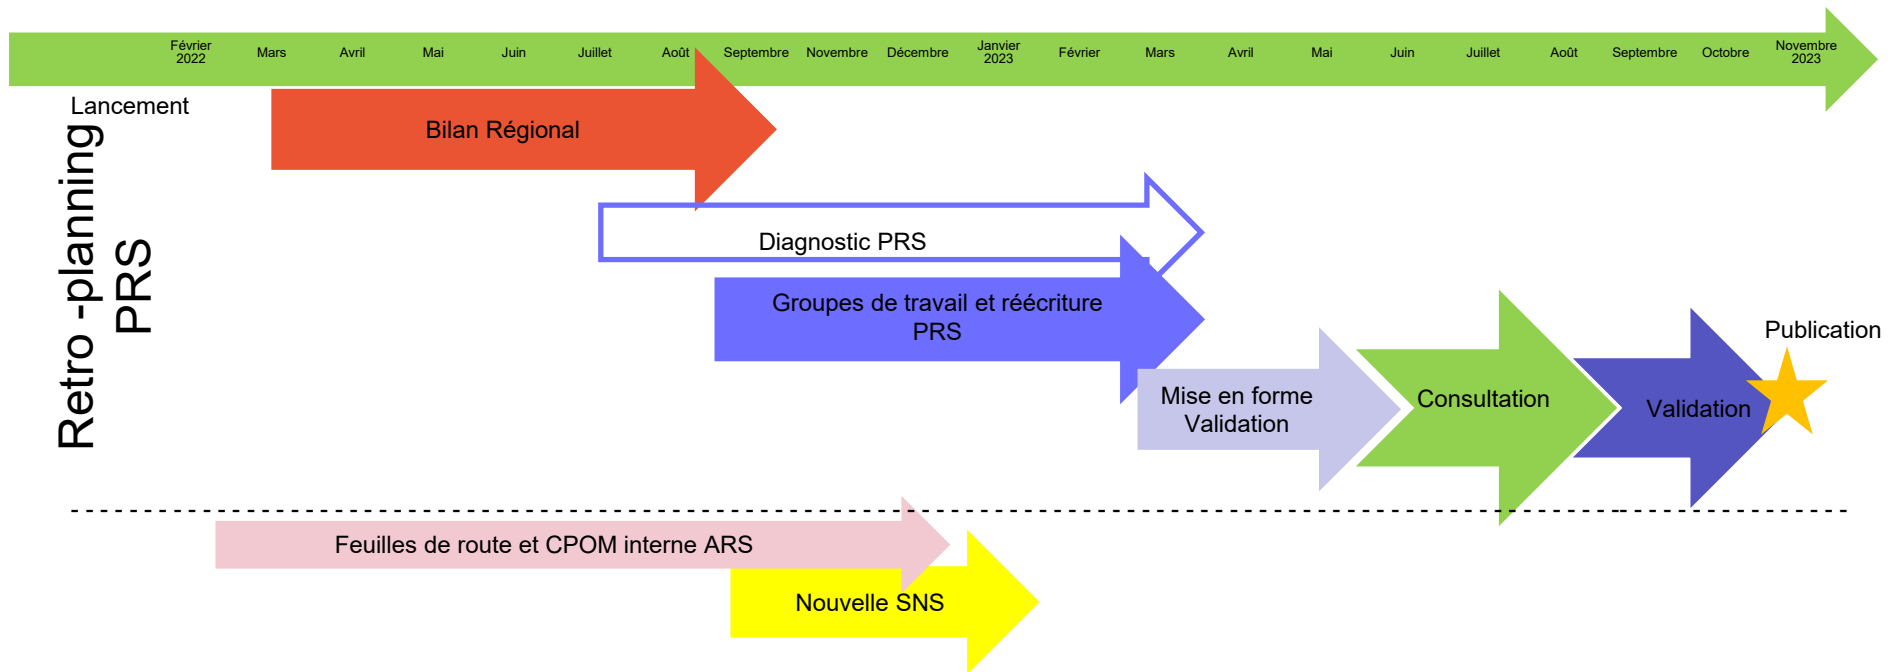 Février
2022
Mars
Avril
Mai
Juin
Juillet
Août
Septembre
Novembre
Décembre
Janvier
2023
Février
Mars
Avril
Mai
Juin
Juillet
Août
Septembre
Octobre
Novembre
2023
Lancement
Retro -planning
PRS
Bilan Régional
Diagnostic PRS
Groupes de travail et réécriture
PRS
Mise en forme
Validation
Consultation
Validation
Publication
Feuilles de route et CPOM interne ARS
Nouvelle SNS